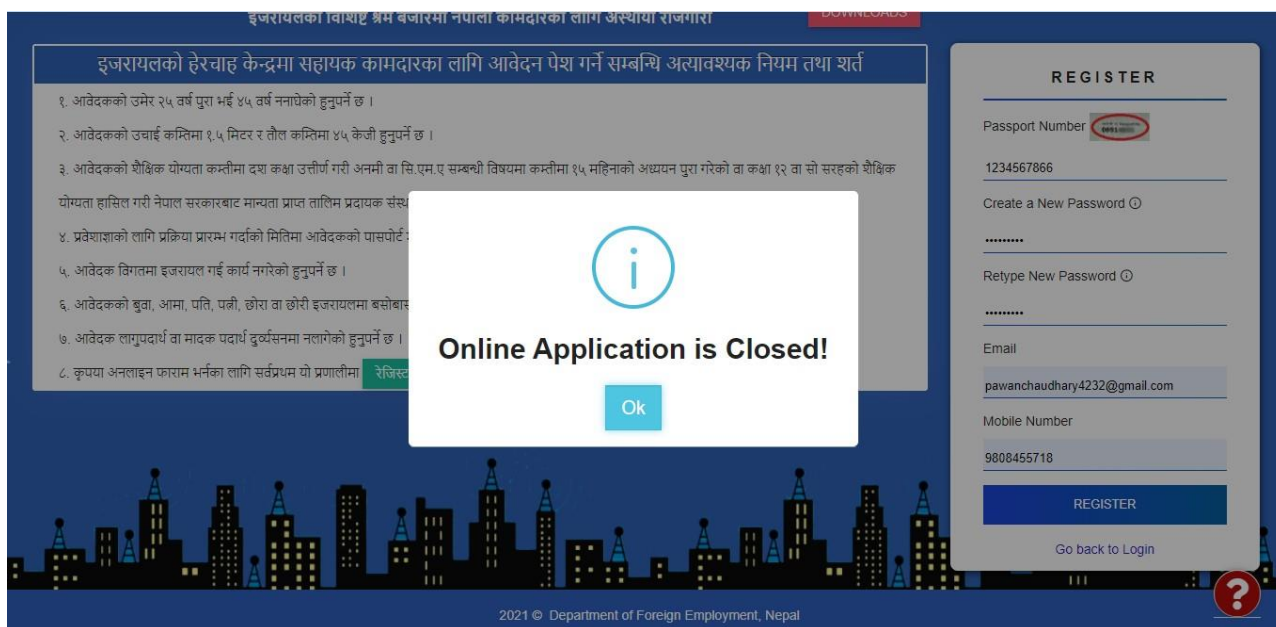 इजरायलको विशिष्ट श्रम बजारमा नेपाली कामदारको लागि अस्थायी रोजगारी
DOWNLOADS
इजरायलको हेरचाह केन्द्रमा सहायक कामदारका लागि आवेदन पेश गर्ने सम्बन्धि अत्यावश्यक नियम तथा शर्त
१. आवेदकको उमेर २५ वर्ष पुरा भई ४५ वर्ष ननाघेको हुनुपर्ने छ ।
२. आवेदकको उचाई कम्तिमा १.५ मिटर र तौल कम्तिमा ४५ केजी हुनुपर्ने छ ।
३. आवेदकको शैक्षिक योग्यता कम्तीमा दश कक्षा उत्तीर्ण गरी अनमी वा सि.एम.ए सम्बन्धी विषयमा कम्तीमा १५ महिनाको अध्ययन पुरा गरेको वा कक्षा १२ वा सो सरहको शैक्षिक
योग्यता हासिल गरी नेपाल सरकारबाट मान्यता प्राप्त तालिम प्रदायक
४. प्रवेशाज्ञाको लागि प्रक्रिया प्रारम्भ गर्दाको मितिमा आवेदकको पासपोर्ट
५. आवेदक विगतमा इजरायल गई कार्य नगरेको हुनुपर्ने छ ।
६. आवेदकको बुवा, आमा, पति, पत्नी, छोरा वा छोरी इजरायलमा
७. आवेदक लागुपदार्थ वा मादक पदार्थ दुर्व्यसनमा नलागेको हुनुपर्ने छ ।
८. कृपया अनलाइन फाराम भर्नका लागि सर्वप्रथम यो प्रणालीमा
Online Application is Closed!
Ok
REGISTER
Passport Number
1234567866
Create a New Password
•••••••••
Retype New Password
•••••••••
Email
pawanchaudhary4232@gmail.com
Mobile Number
9808455718
REGISTER
Go back to Login
?
2021 © Department of Foreign Employment, Nepal